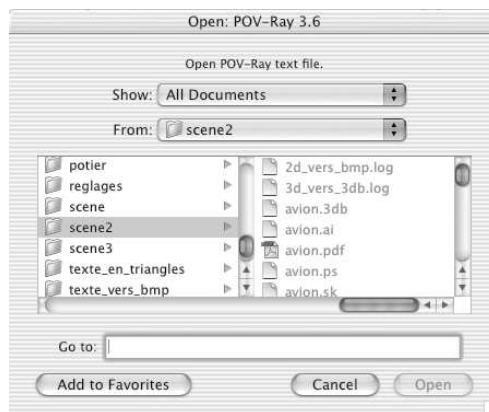 Open: POV-Ray 3.6
Open POV-Ray text file.
Show: All Documents
From: scene2
potier
reglages
scene
scene2
scene3
texte_en_triangles
texte_vers_bmp
2d_vers_bmp.log
3d_vers_3db.log
avion.3db
avion.ai
avion.pdf
avion.ps
avion.sk
Go to:
Add to Favorites
Cancel
Open